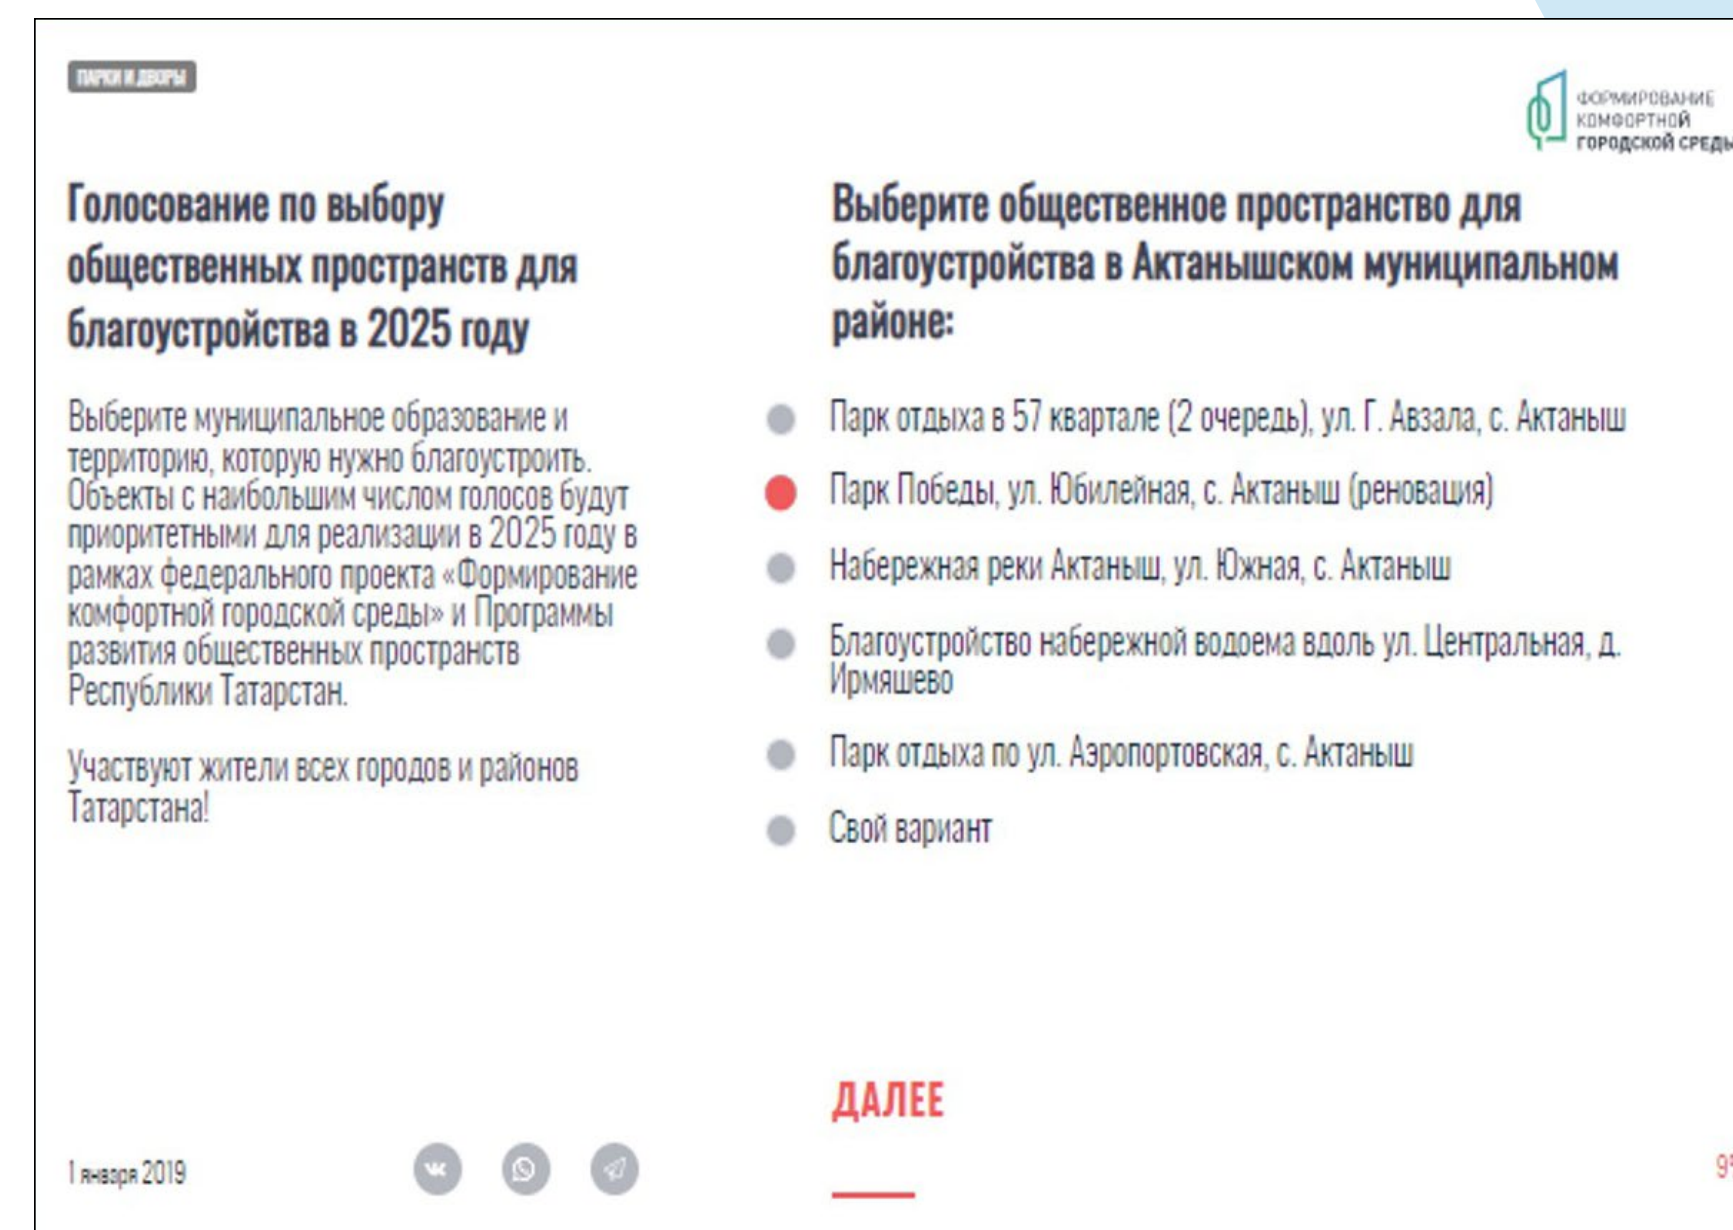 ПАРКИ И ДВОРЫ
ФОРМИРОВАНИЕ
КОМФОРТНОЙ
ГОРОДСКОЙ СРЕДЫ
Голосование по выбору
общественных пространств для
благоустройства в 2025 году
Выберите муниципальное образование и
территорию, которую нужно благоустроить.
Объекты с наибольшим числом голосов будут
приоритетными для реализации в 2025 году в
рамках федерального проекта «Формирование
комфортной городской среды» и Программы
развития общественных пространств
Республики Татарстан.
Участвуют жители всех городов и районов
Татарстана!
1 января 2019
Выберите общественное пространство для
благоустройства в Актанышском муниципальном
районе:
Парк отдыха в 57 квартале (2 очередь), ул. Г. Авзала, с. Актаныш
Парк Победы, ул. Юбилейная, с. Актаныш (реновация)
Набережная реки Актаныш, ул. Южная, с. Актаныш
Благоустройство набережной водоема вдоль ул. Центральная, д.
Ирмяшево
Парк отдыха по ул. Аэропортовская, с. Актаныш
Свой вариант
ДАЛЕЕ